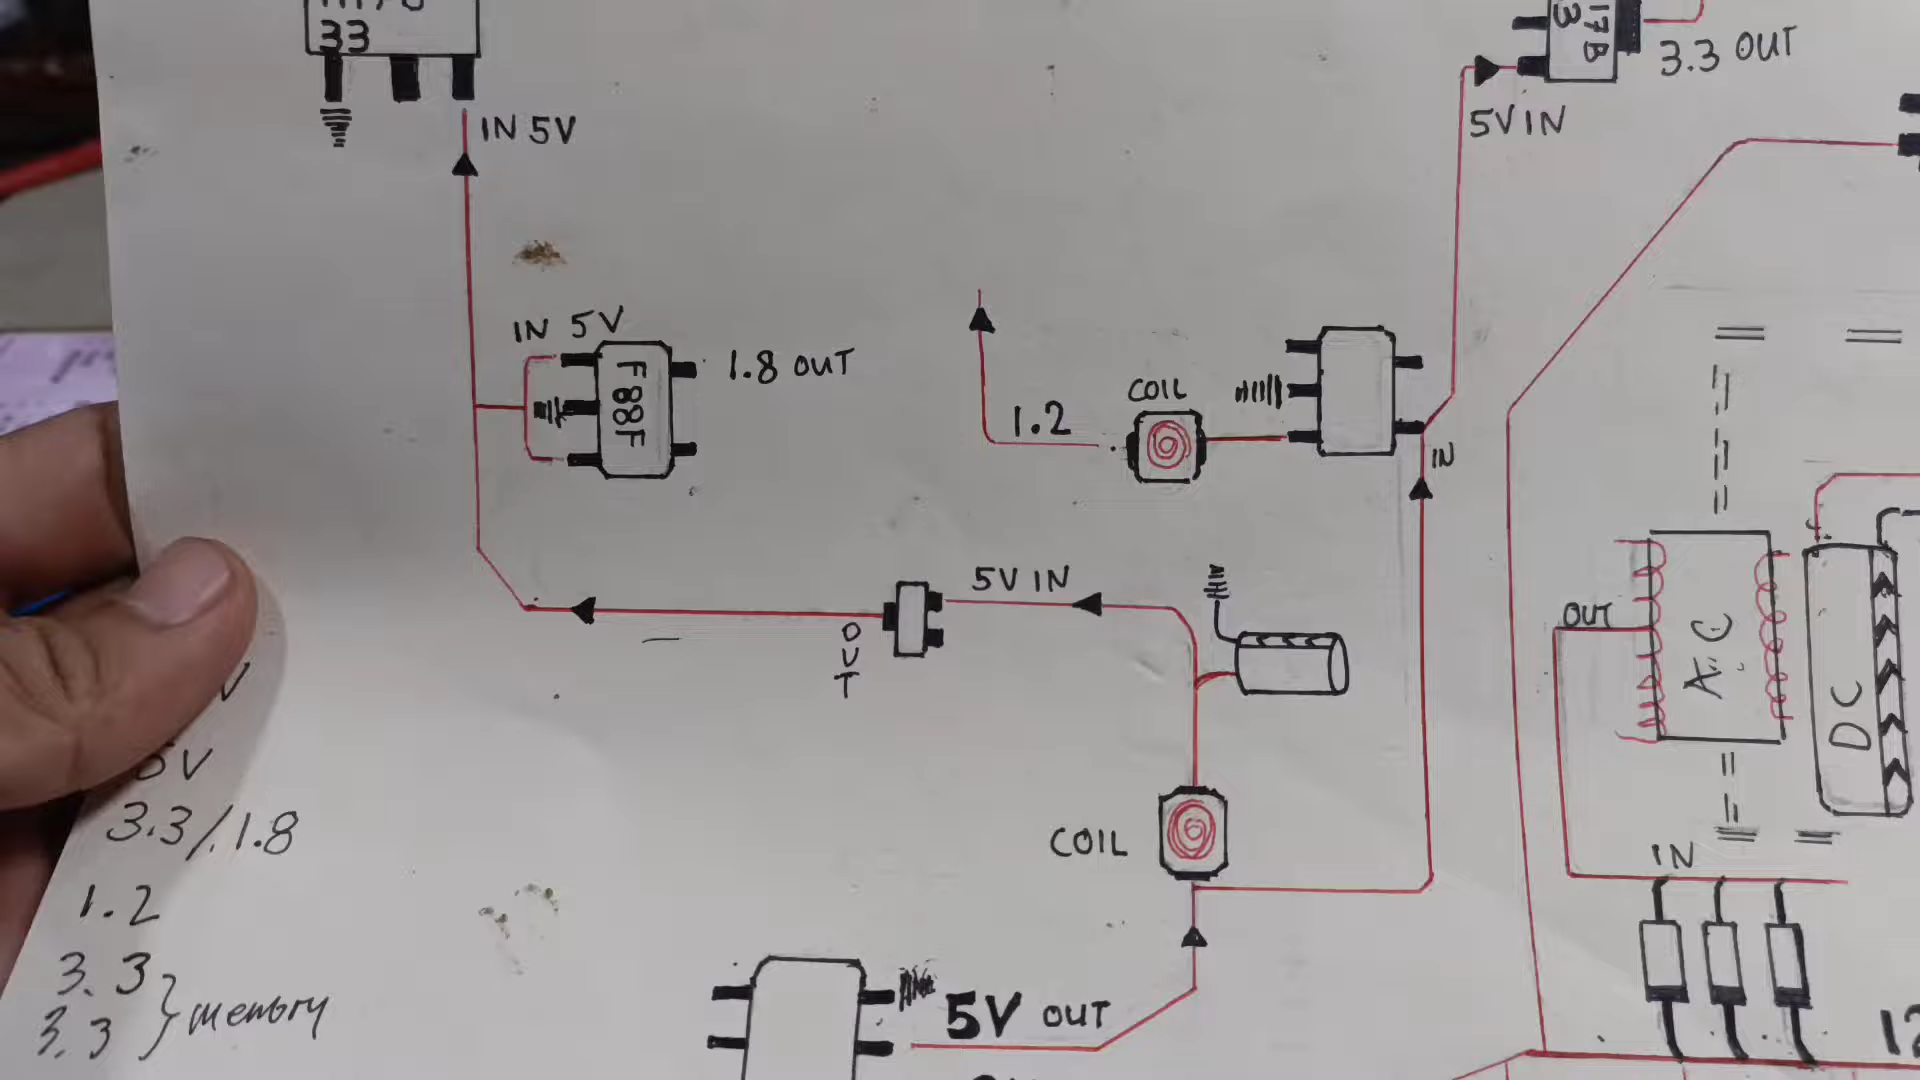 33
IN 5V
17B
3
3.3 OUT
5V IN
IN 5V
F88F
1.8 OUT
COIL
1.2
IN
5V IN
OUT
OUT
AC
DC
COIL
IN
5V
3.3/1.8
1.2
3.3
3.3
memory
5V OUT
12